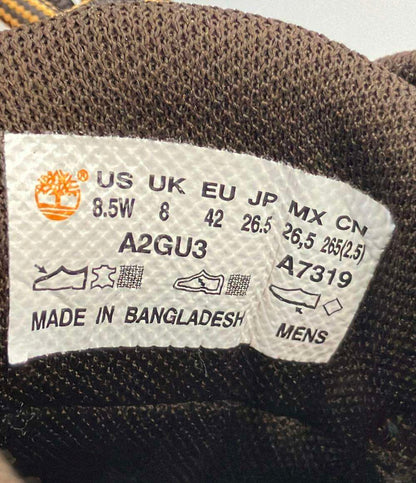 US UK EU JP MX CN
8.5W 8 42 26.5 26,5 265(2.5)
A2GU3 A7319
MADE IN BANGLADESH MENS